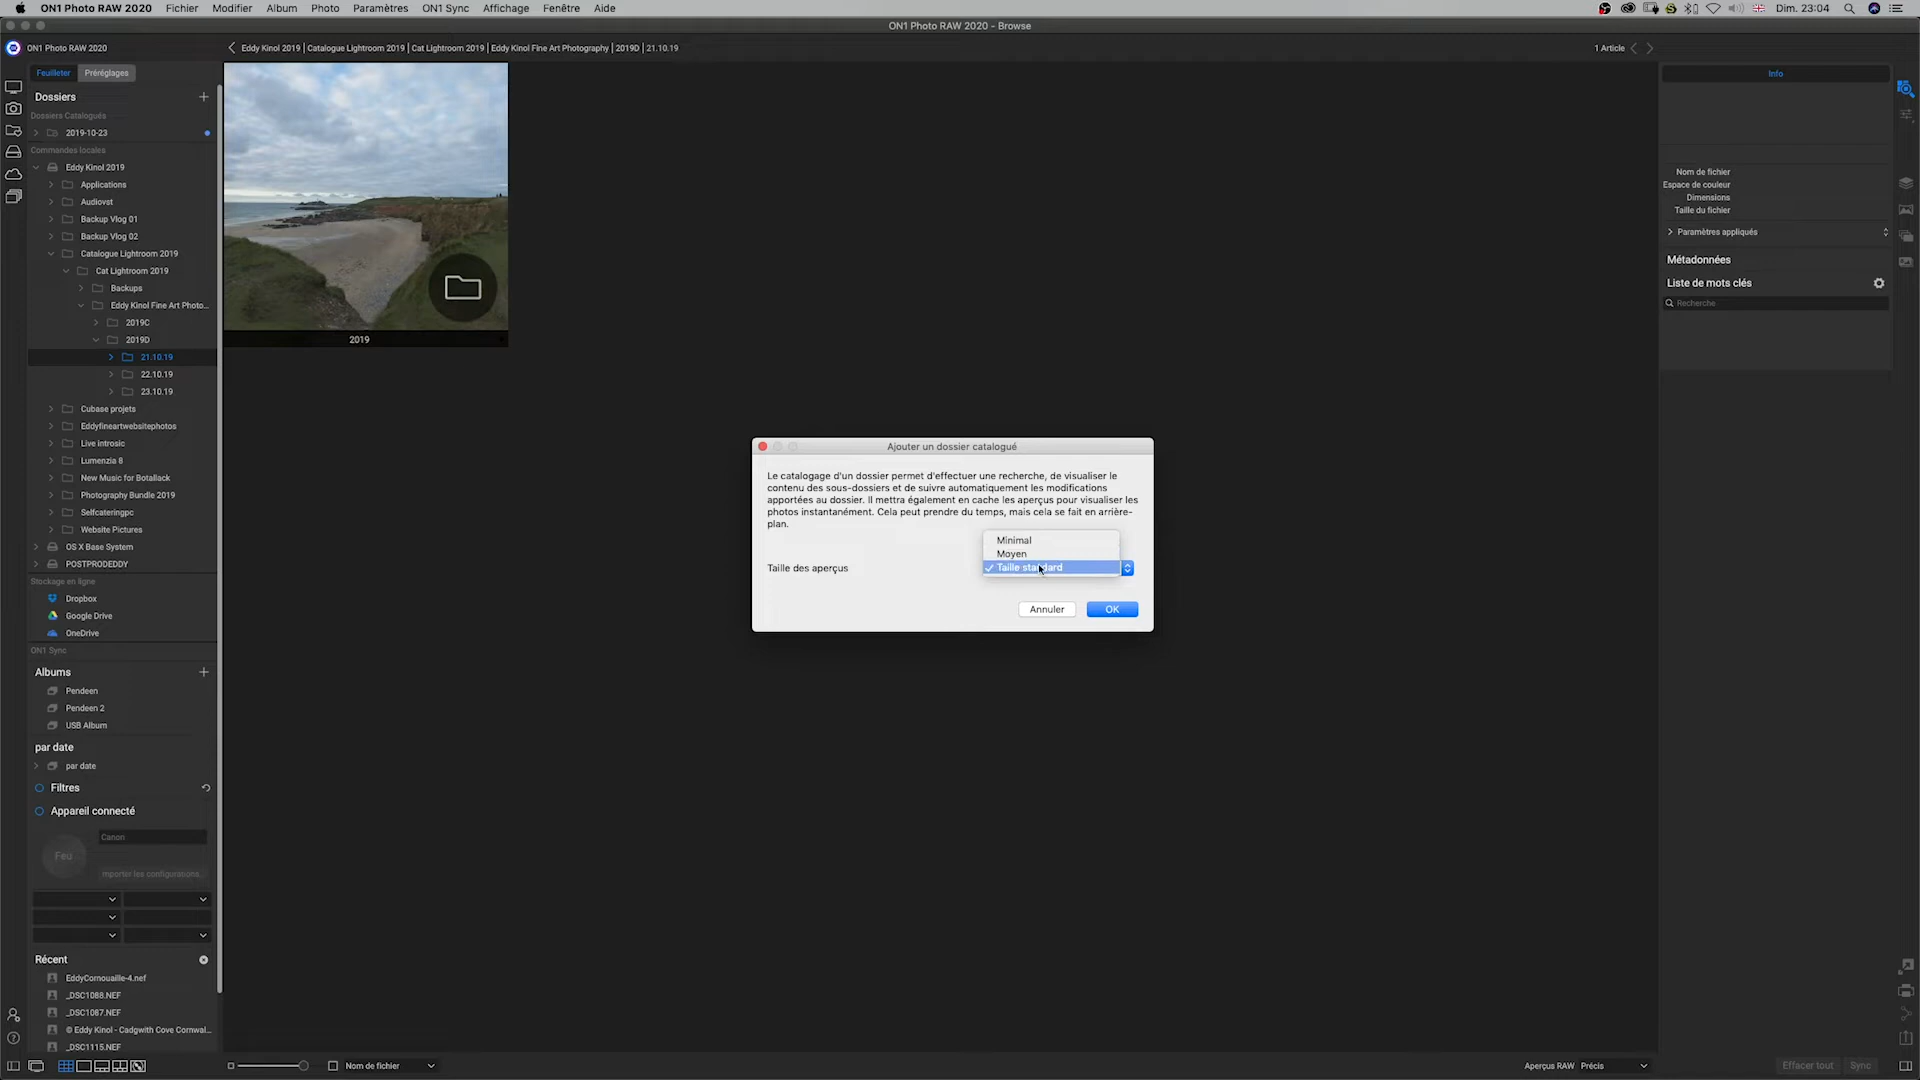 ON1 Photo RAW 2020 Fichier Modifier Album Photo Paramètres ON1 Sync Affichage Fenêtre Aide Dim. 23:04
ON1 Photo RAW 2020 - Browse
ON1 Photo RAW 2020 Eddy Kinol 2019 | Catalogue Lightroom 2019 | Cat Lightroom 2019 | Eddy Kinol Fine Art Photography | 2019D | 21.10.19 1 Article
Feuilleter Préréglages Info
Dossiers
Dossiers Catalogués
2019-10-23
Commandes locales
Eddy Kinol 2019
Applications
Audiovst
Backup Vlog 01
Backup Vlog 02
Catalogue Lightroom 2019
Cat Lightroom 2019
Backups
Eddy Kinol Fine Art Photo...
2019C
2019D
21.10.19
22.10.19
23.10.19
Cubase projets
Eddyfineartwebsitephotos
Live introsic
Lumenzia 8
New Music for Botallack
Photography Bundle 2019
Selfcateringpc
Website Pictures
OS X Base System
POSTPRODEDDY
Stockage en ligne
Dropbox
Google Drive
OneDrive
ON1 Sync
Albums
Pendeen
Pendeen 2
USB Album
par date
par date
Filtres
Appareil connecté
Canon
Feu
mporter les configurations.
Récent
EddyCornouaille-4.nef
_DSC1088.NEF
_DSC1087.NEF
© Eddy Kinol - Cadgwith Cove Cornwal...
_DSC1115.NEF
2019
Ajouter un dossier catalogué
Le catalogage d'un dossier permet d'effectuer une recherche, de visualiser le
contenu des sous-dossiers et de suivre automatiquement les modifications
apportées au dossier. Il mettra également en cache les aperçus pour visualiser les
photos instantanément. Cela peut prendre du temps, mais cela se fait en arrière-
plan.
Minimal
Moyen
Taille des aperçus Taille standard
Annuler OK
Nom de fichier
Espace de couleur
Dimensions
Taille du fichier
Paramètres appliqués
Métadonnées
Liste de mots clés
Recherche
Nom de fichier Aperçus RAW Précis Effacer tout Sync